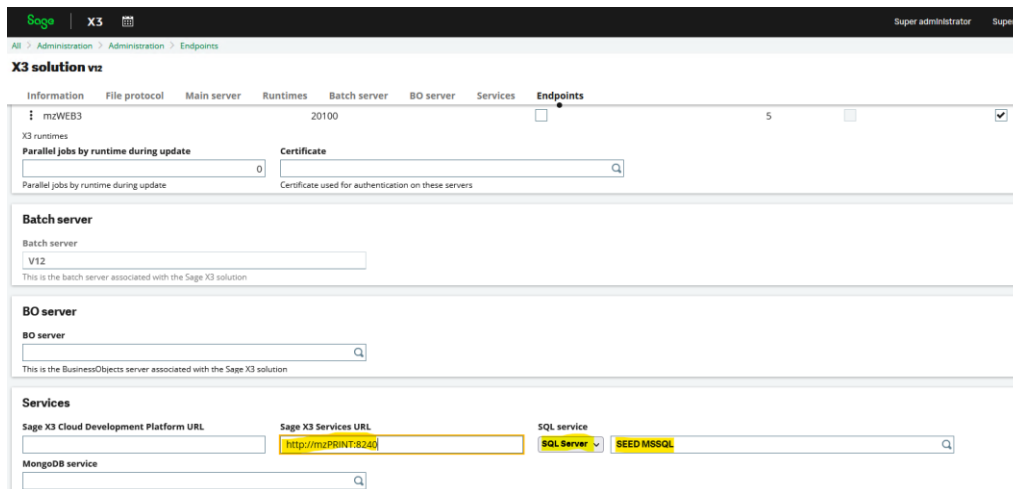 Sage X3 Super administrator Supe
All > Administration > Administration > Endpoints
X3 solution V12
Information File protocol Main server Runtimes Batch server BO server Services Endpoints
mzWEB3 20100 5
X3 runtimes
Parallel jobs by runtime during update Certificate
0
Parallel jobs by runtime during update Certificate used for authentication on these servers
Batch server
Batch server
V12
This is the batch server associated with the Sage X3 solution
BO server
BO server
This is the BusinessObjects server associated with the Sage X3 solution
Services
Sage X3 Cloud Development Platform URL Sage X3 Services URL SQL service
http://mzPRINT:8240 SQL Server SEED MSSQL
MongoDB service